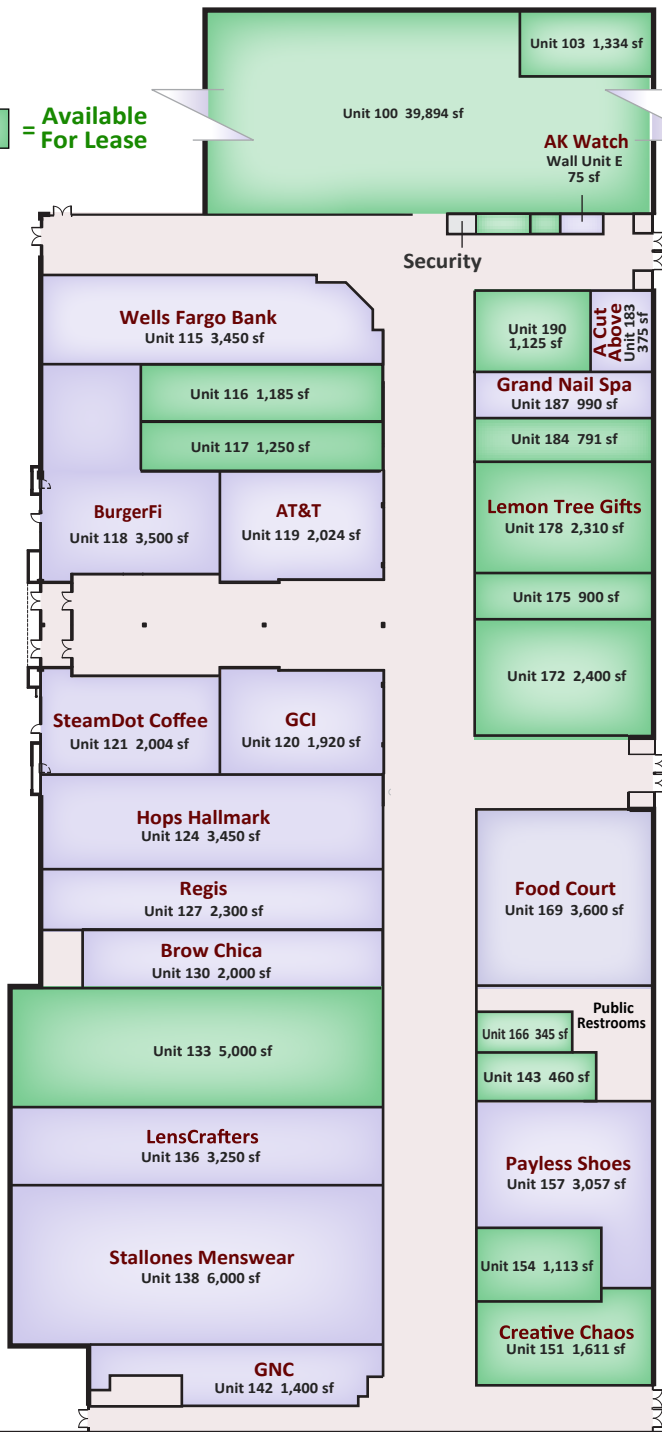 Unit 103 1,334 sf
Unit 100 39,894 sf
= Available
For Lease
AK Watch
Wall Unit E
75 sf
Security
Wells Fargo Bank
Unit 115 3,450 sf
Unit 190
1,125 sf
A Cut
Above
Unit 183
375 sf
Unit 116 1,185 sf
Grand Nail Spa
Unit 187 990 sf
Unit 117 1,250 sf
Unit 184 791 sf
BurgerFi
Unit 118 3,500 sf
AT&T
Unit 119 2,024 sf
Lemon Tree Gifts
Unit 178 2,310 sf
Unit 175 900 sf
Unit 172 2,400 sf
SteamDot Coffee
Unit 121 2,004 sf
GCI
Unit 120 1,920 sf
Hops Hallmark
Unit 124 3,450 sf
Regis
Unit 127 2,300 sf
Food Court
Unit 169 3,600 sf
Brow Chica
Unit 130 2,000 sf
Public
Restrooms
Unit 166 345 sf
Unit 133 5,000 sf
Unit 143 460 sf
LensCrafters
Unit 136 3,250 sf
Payless Shoes
Unit 157 3,057 sf
Stallones Menswear
Unit 138 6,000 sf
Unit 154 1,113 sf
Creative Chaos
Unit 151 1,611 sf
GNC
Unit 142 1,400 sf